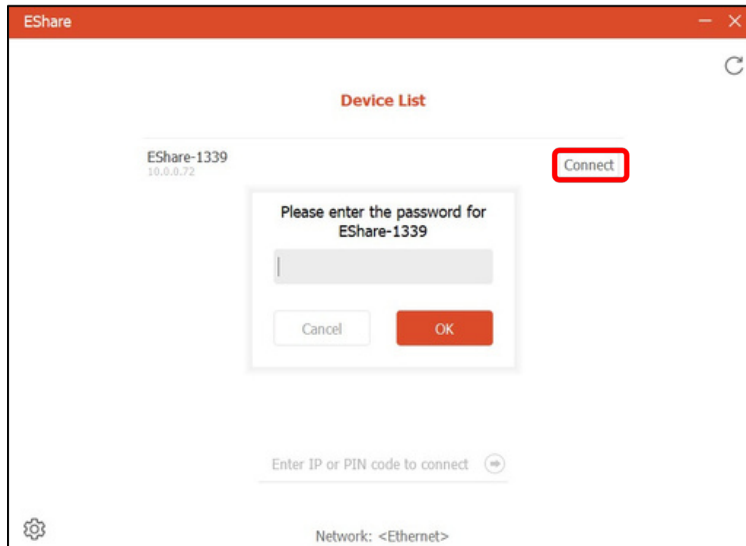 EShare
Device List
EShare-1339
10.0.0.72
Connect
Please enter the password for
EShare-1339
Cancel
OK
Enter IP or PIN code to connect
Network: <Ethernet>